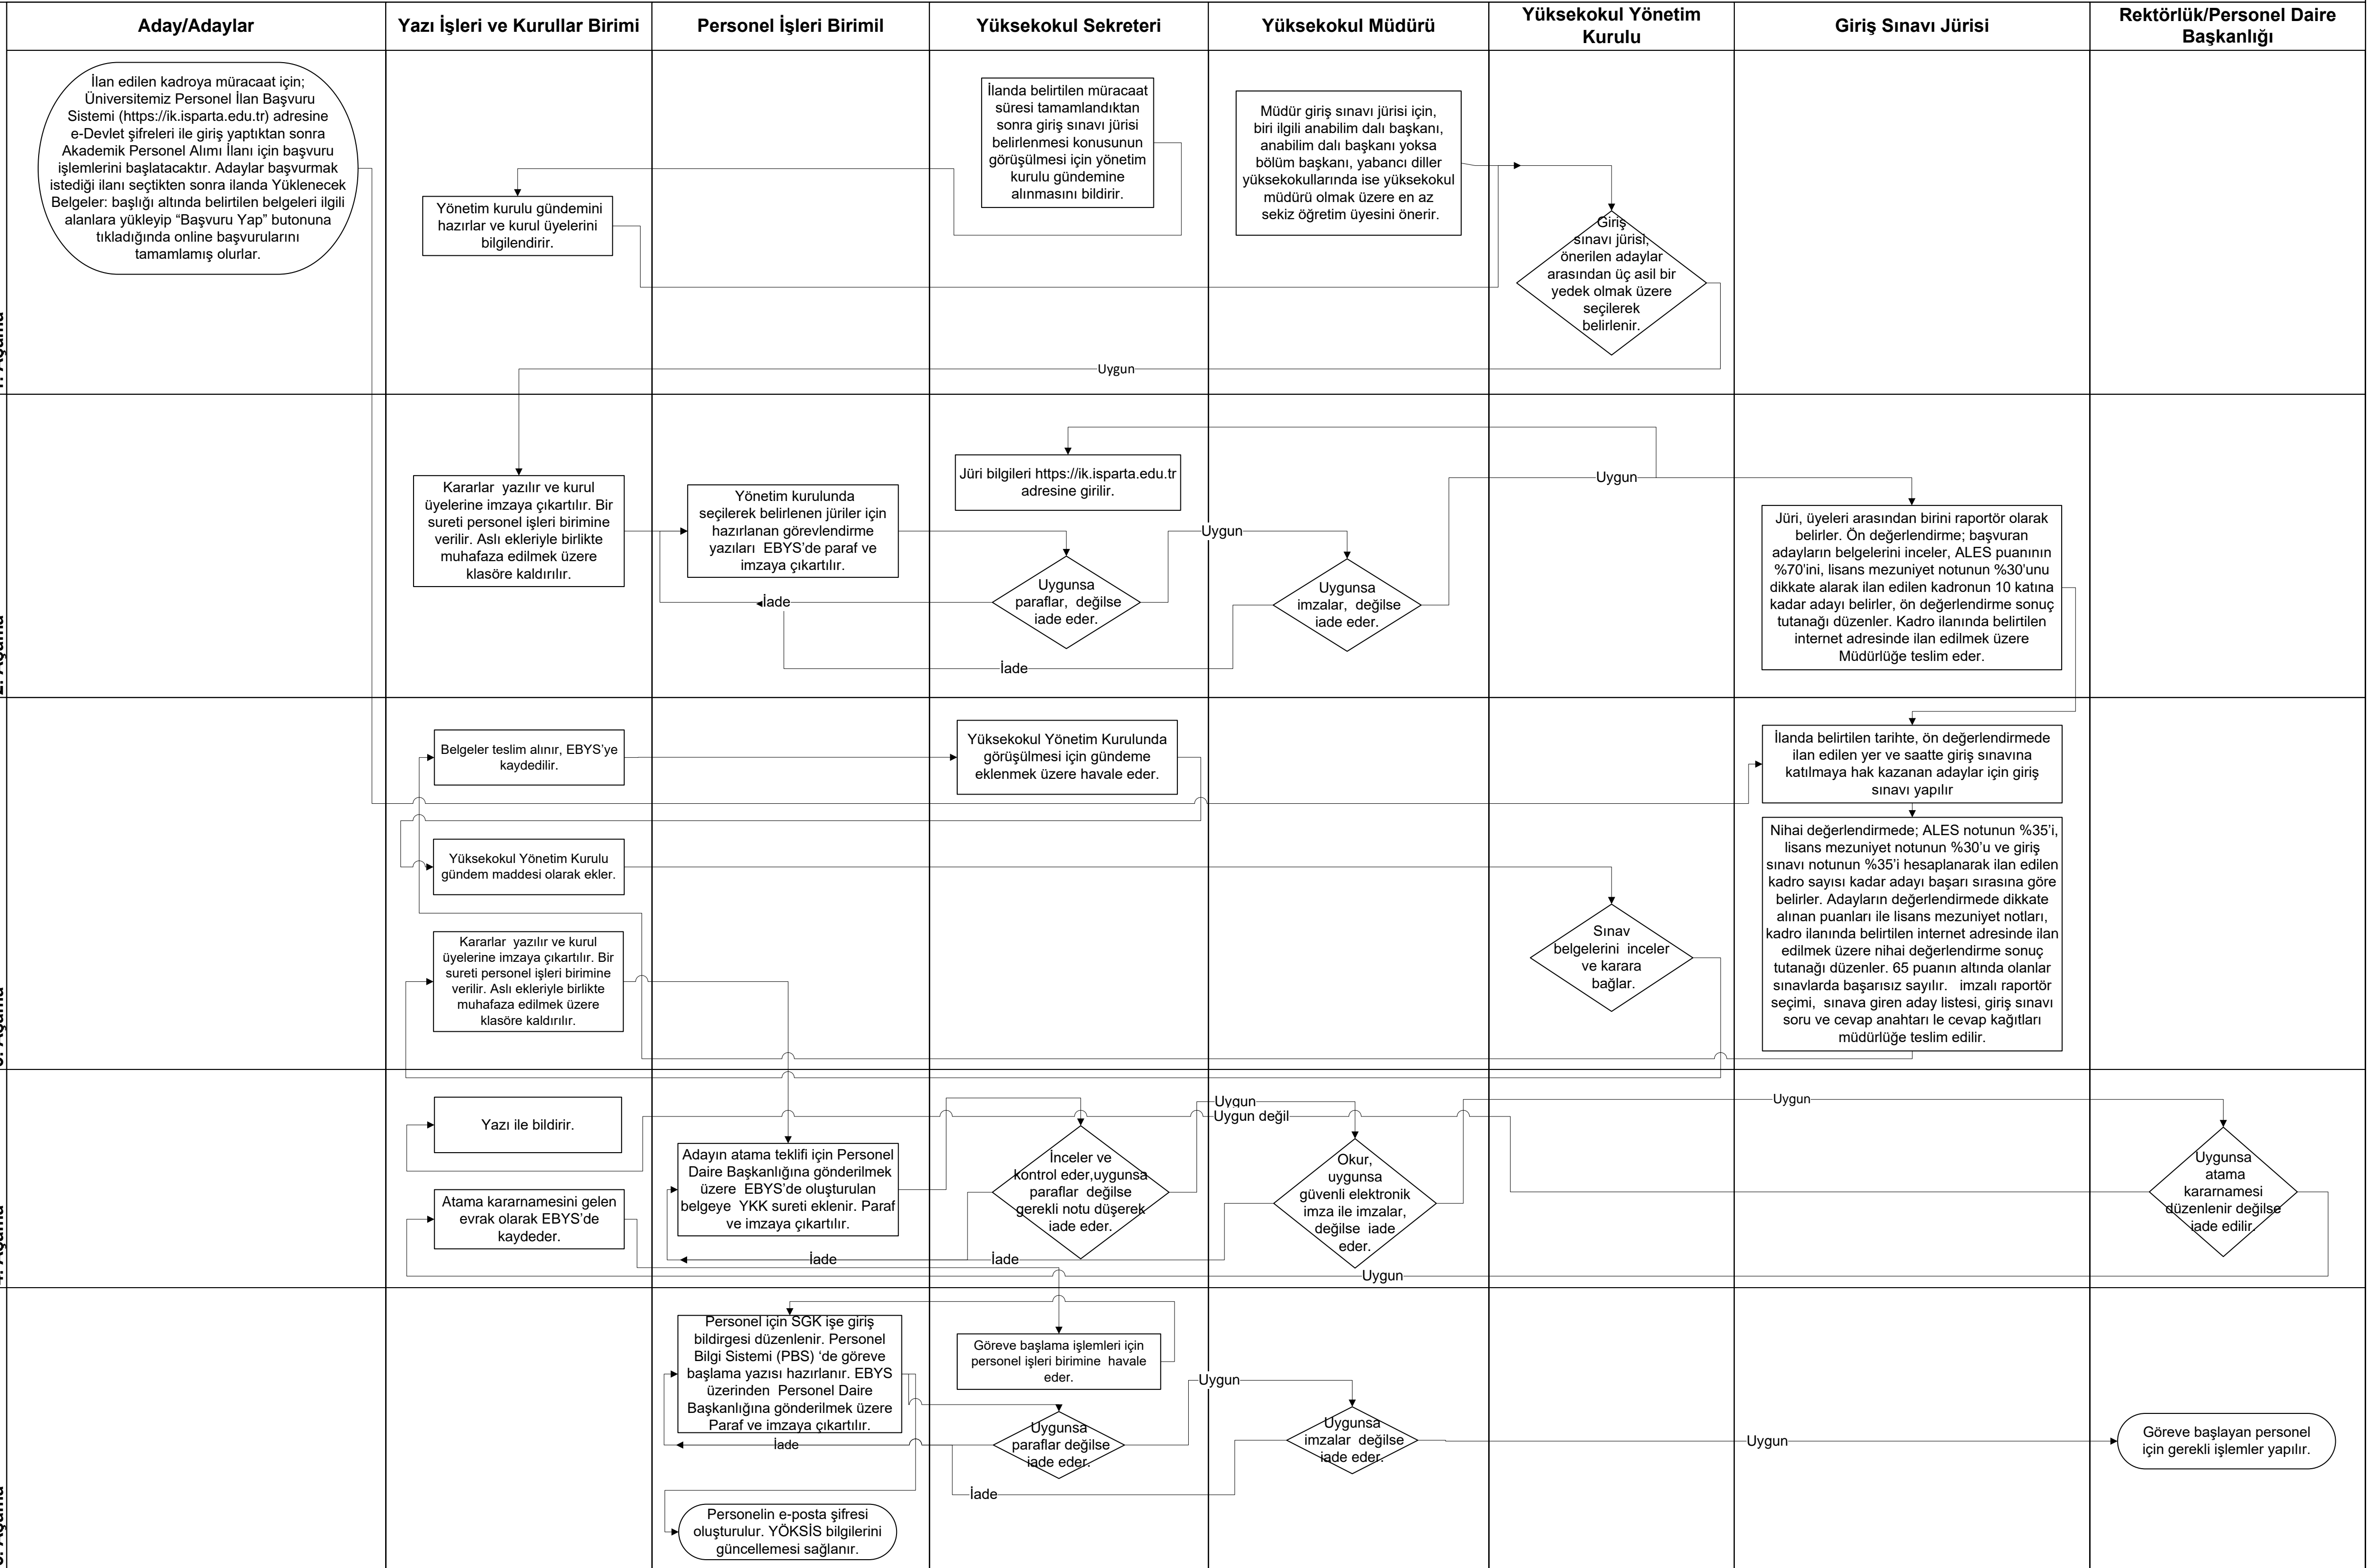 Aday/Adaylar
Yazı İşleri ve Kurullar Birimi
Personel İşleri Birimil
Yüksekokul Sekreteri
Yüksekokul Müdürü
Yüksekokul Yönetim
Kurulu
Giriş Sınavı Jürisi
Rektörlük/Personel Daire
Başkanlığı
İlan edilen kadroya müracaat için;
Üniversitemiz Personel İlan Başvuru
Sistemi (https://ik.isparta.edu.tr) adresine
e-Devlet şifreleri ile giriş yaptıktan sonra
Akademik Personel Alımı İlanı için başvuru
işlemlerini başlatacaktır. Adaylar başvurmak
istediği ilanı seçtikten sonra ilanda Yüklenecek
Belgeler: başlığı altında belirtilen belgeleri ilgili
alanlara yükleyip “Başvuru Yap” butonuna
tıkladığında online başvurularını
tamamlamış olurlar.
Yönetim kurulu gündemini
hazırlar ve kurul üyelerini
bilgilendirir.
İlanda belirtilen müracaat
süresi tamamlandıktan
sonra giriş sınavı jürisi
belirlenmesi konusunun
görüşülmesi için yönetim
kurulu gündemine
alınmasını bildirir.
Müdür giriş sınavı jürisi için,
biri ilgili anabilim dalı başkanı,
anabilim dalı başkanı yoksa
bölüm başkanı, yabancı diller
yüksekokullarında ise yüksekokul
müdürü olmak üzere en az
sekiz öğretim üyesini önerir.
Giriş
sınavı jürisi,
önerilen adaylar
arasından üç asil bir
yedek olmak üzere
seçilerek
belirlenir.
Uygun
Kararlar yazılır ve kurul
üyelerine imzaya çıkartılır. Bir
sureti personel işleri birimine
verilir. Aslı ekleriyle birlikte
muhafaza edilmek üzere
klasöre kaldırılır.
Yönetim kurulunda
seçilerek belirlenen jüriler için
hazırlanan görevlendirme
yazıları EBYS’de paraf ve
imzaya çıkartılır.
Jüri bilgileri https://ik.isparta.edu.tr
adresine girilir.
Uygunsa
paraflar, değilse
iade eder.
Uygun
Uygunsa
imzalar, değilse
iade eder.
Uygun
İade
İade
Jüri, üyeleri arasından birini raportör olarak
belirler. Ön değerlendirme; başvuran
adayların belgelerini inceler, ALES puanının
%70’ini, lisans mezuniyet notunun %30’unu
dikkate alarak ilan edilen kadronun 10 katına
kadar adayı belirler, ön değerlendirme sonuç
tutanağı düzenler. Kadro ilanında belirtilen
internet adresinde ilan edilmek üzere
Müdürlüğe teslim eder.
Belgeler teslim alınır, EBYS’ye
kaydedilir.
Yüksekokul Yönetim Kurulunda
görüşülmesi için gündeme
eklenmek üzere havale eder.
İlanda belirtilen tarihte, ön değerlendirmede
ilan edilen yer ve saatte giriş sınavına
katılmaya hak kazanan adaylar için giriş
sınavı yapılır
Yüksekokul Yönetim Kurulu
gündem maddesi olarak ekler.
Kararlar yazılır ve kurul
üyelerine imzaya çıkartılır. Bir
sureti personel işleri birimine
verilir. Aslı ekleriyle birlikte
muhafaza edilmek üzere
klasöre kaldırılır.
Sınav
belgelerini inceler
ve karara
bağlar.
Nihai değerlendirmede; ALES notunun %35’i,
lisans mezuniyet notunun %30’u ve giriş
sınavı notunun %35’i hesaplanarak ilan edilen
kadro sayısı kadar adayı başarı sırasına göre
belirler. Adayların değerlendirmede dikkate
alınan puanları ile lisans mezuniyet notları,
kadro ilanında belirtilen internet adresinde ilan
edilmek üzere nihai değerlendirme sonuç
tutanağı düzenler. 65 puanın altında olanlar
sınavlarda başarısız sayılır. imzalı raportör
seçimi, sınava giren aday listesi, giriş sınavı
soru ve cevap anahtarı le cevap kağıtları
müdürlüğe teslim edilir.
Yazı ile bildirir.
Atama kararnamesini gelen
evrak olarak EBYS’de
kaydeder.
Adayın atama teklifi için Personel
Daire Başkanlığına gönderilmek
üzere EBYS’de oluşturulan
belgeye YKK sureti eklenir. Paraf
ve imzaya çıkartılır.
İnceler ve
kontrol eder,uygunsa
paraflar değilse
gerekli notu düşerek
iade eder.
Uygun
Uygun değil
Okur,
uygunsa
güvenli elektronik
imza ile imzalar,
değilse iade
eder.
Uygun
Uygunsa
atama
kararnamesi
düzenlenir değilse
iade edilir.
İade
İade
Uygun
Personel için SGK işe giriş
bildirgesi düzenlenir. Personel
Bilgi Sistemi (PBS) ‘de göreve
başlama yazısı hazırlanır. EBYS
üzerinden Personel Daire
Başkanlığına gönderilmek üzere
Paraf ve imzaya çıkartılır.
Göreve başlama işlemleri için
personel işleri birimine havale
eder.
Uygunsa
paraflar değilse
iade eder.
Uygun
Uygunsa
imzalar değilse
iade eder.
Uygun
Göreve başlayan personel
için gerekli işlemler yapılır.
İade
İade
Personelin e-posta şifresi
oluşturulur. YÖKSİS bilgilerini
güncellemesi sağlanır.